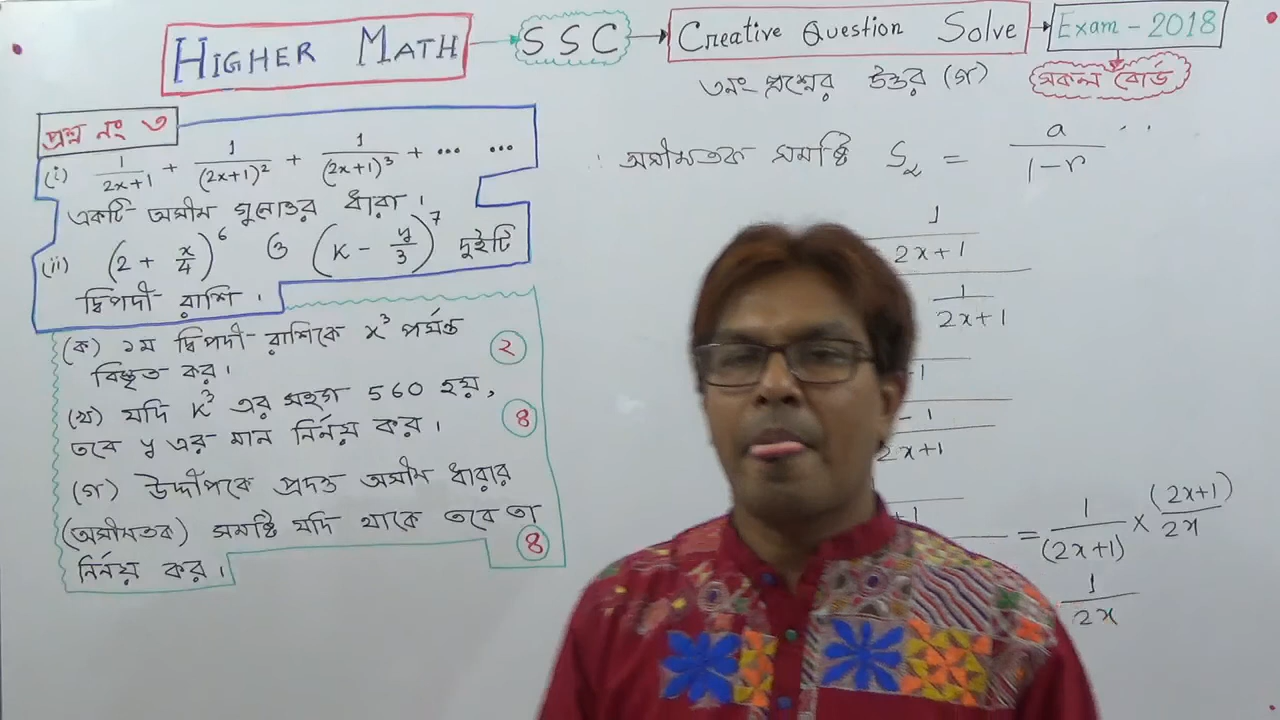 HIGHER MATH → SSC → Creative Question Solve → Exam - 2018
সকল বোর্ড
৩নং প্রশ্নের উত্তর (গ)
প্রশ্ন নং ৩
(i) 1/(2x+1) + 1/(2x+1)² + 1/(2x+1)³ + ... ...
একটি অসীম গুনোত্তর ধারা।
(ii) (2 + x/4)⁶ ও (K - y/3)⁷ দুইটি
দ্বিপদী রাশি।
(ক) ১ম দ্বিপদী রাশিকে x³ পর্যন্ত
বিস্তৃত কর। ২
(খ) যদি K³ এর সহগ 560 হয়,
তবে y এর মান নির্নয় কর। ৪
(গ) উদ্দীপকে প্রদত্ত অসীম ধারার
(অসীমতক) সমষ্টি যদি থাকে তবে তা
নির্নয় কর। ৪
∴ অসীমতক সমষ্টি S = a/(1-r)
1/(2x+1)
1/(2x+1)
-1
-1
2x+1
+1
= 1/(2x+1) × (2x+1)/2x
1/2x